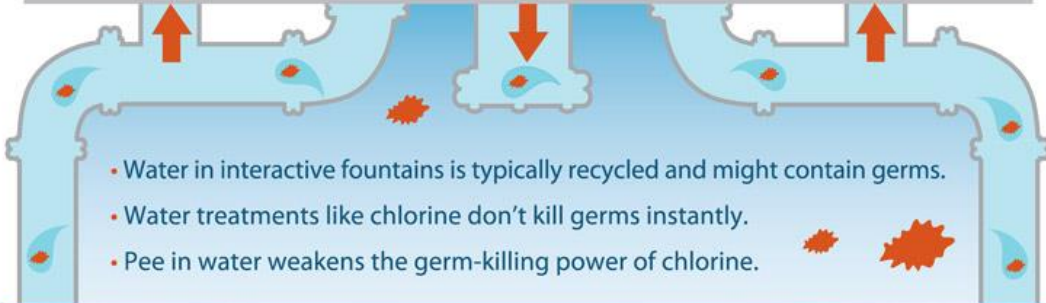 • Water in interactive fountains is typically recycled and might contain germs.
• Water treatments like chlorine don’t kill germs instantly.
• Pee in water weakens the germ-killing power of chlorine.